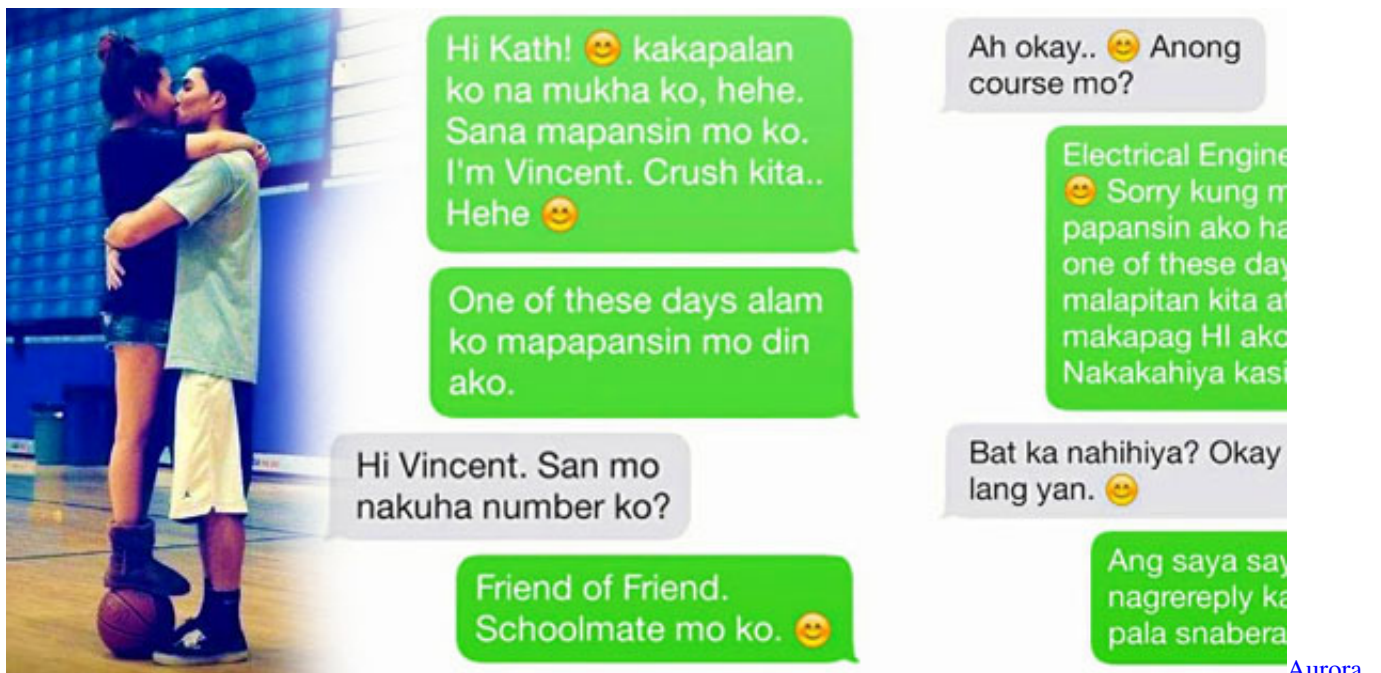 Hi Kath! 😊 kakapalan
ko na mukha ko, hehe.
Sana mapansin mo ko.
I'm Vincent. Crush kita..
Hehe 😊
One of these days alam
ko mapapansin mo din
ako.
Hi Vincent. San mo
nakuha number ko?
Friend of Friend.
Schoolmate mo ko. 😊
Ah okay.. 😊 Anong
course mo?
Electrical
😊 Sorry kung
papansin ako
one of these
malapitan kita
makapag HI
Nakakahiya kasi
Bat ka nahihiya? Okay
lang yan. 😊
Ang saya
nagrereply
pala
Aurora